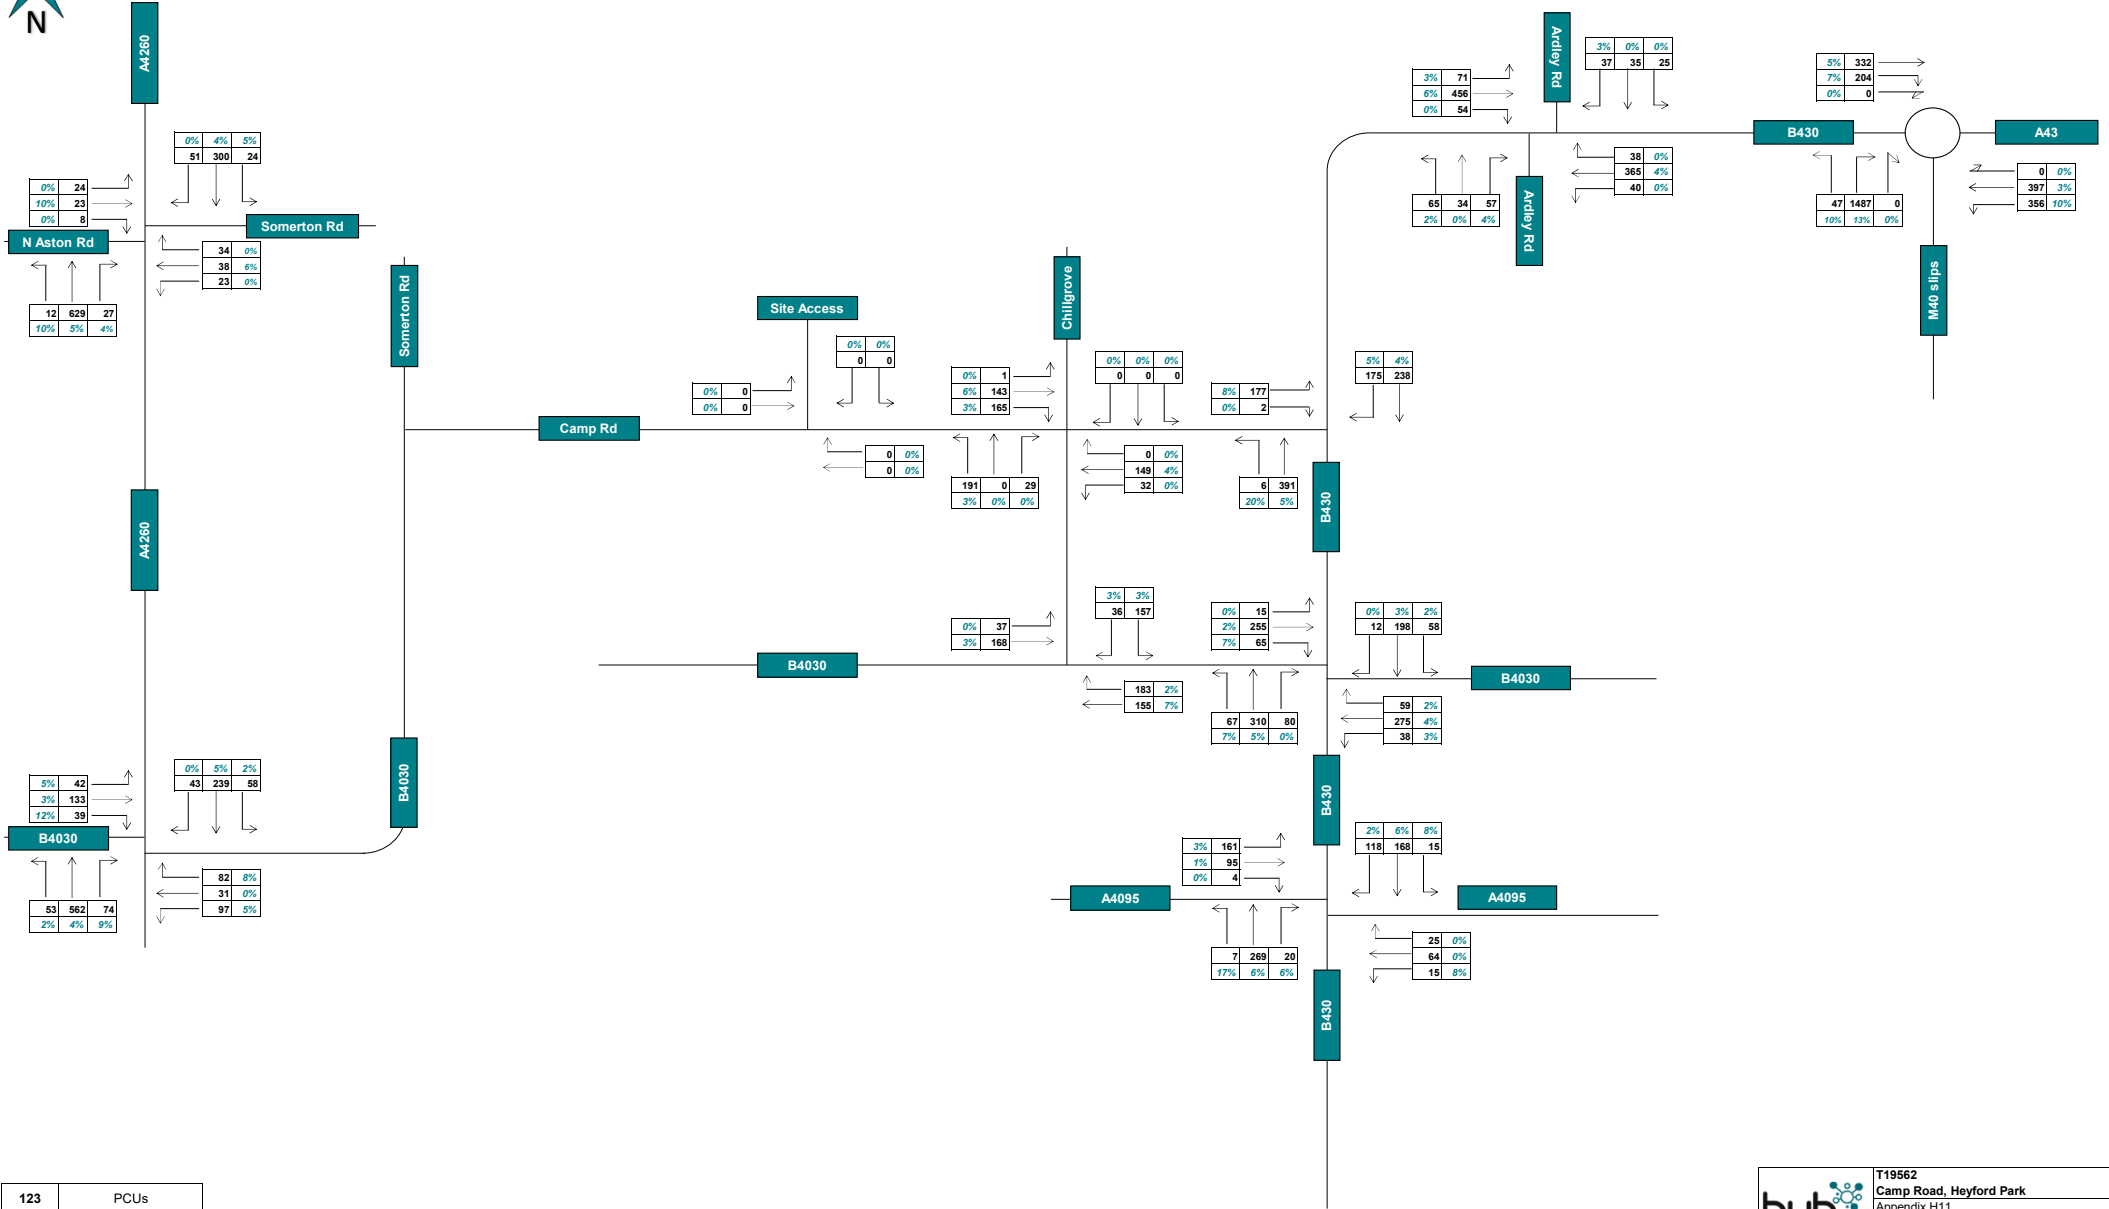 N
A4260
0% 4% 5%
51 300 24
0% 24
10% 23
0% 8
N Aston Rd
Somerton Rd
34 0%
38 6%
23 0%
12 629 27
10% 5% 4%
A4260
5% 42
3% 133
12% 39
B4030
0% 5% 2%
43 239 58
82 8%
31 0%
97 5%
53 562 74
2% 4% 9%
Somerton Rd
B4030
Camp Rd
Site Access
0% 0%
0 0
0% 0
0% 0
0 0%
0 0%
Chillgrove
0% 1
6% 143
3% 165
0% 0% 0%
0 0 0
0 0%
149 4%
32 0%
191 0 29
3% 0% 0%
8% 177
0% 2
5% 4%
175 238
6 391
20% 5%
B430
B4030
0% 37
3% 168
3% 3%
36 157
183 2%
155 7%
0% 15
2% 255
7% 65
0% 3% 2%
12 198 58
B4030
59 2%
275 4%
38 3%
67 310 80
7% 5% 0%
B430
3% 161
1% 95
0% 4
2% 6% 8%
118 168 15
A4095
A4095
25 0%
64 0%
15 8%
7 269 20
17% 6% 6%
B430
Ardley Rd
3% 0% 0%
37 35 25
3% 71
6% 456
0% 54
38 0%
365 4%
40 0%
65 34 57
2% 0% 4%
Ardley Rd
5% 332
7% 204
0% 0
B430
A43
0 0%
397 3%
356 10%
47 1487 0
10% 13% 0%
M40 slips
123 PCUs
hub
T19562
Camp Road, Heyford Park
Appendix H11